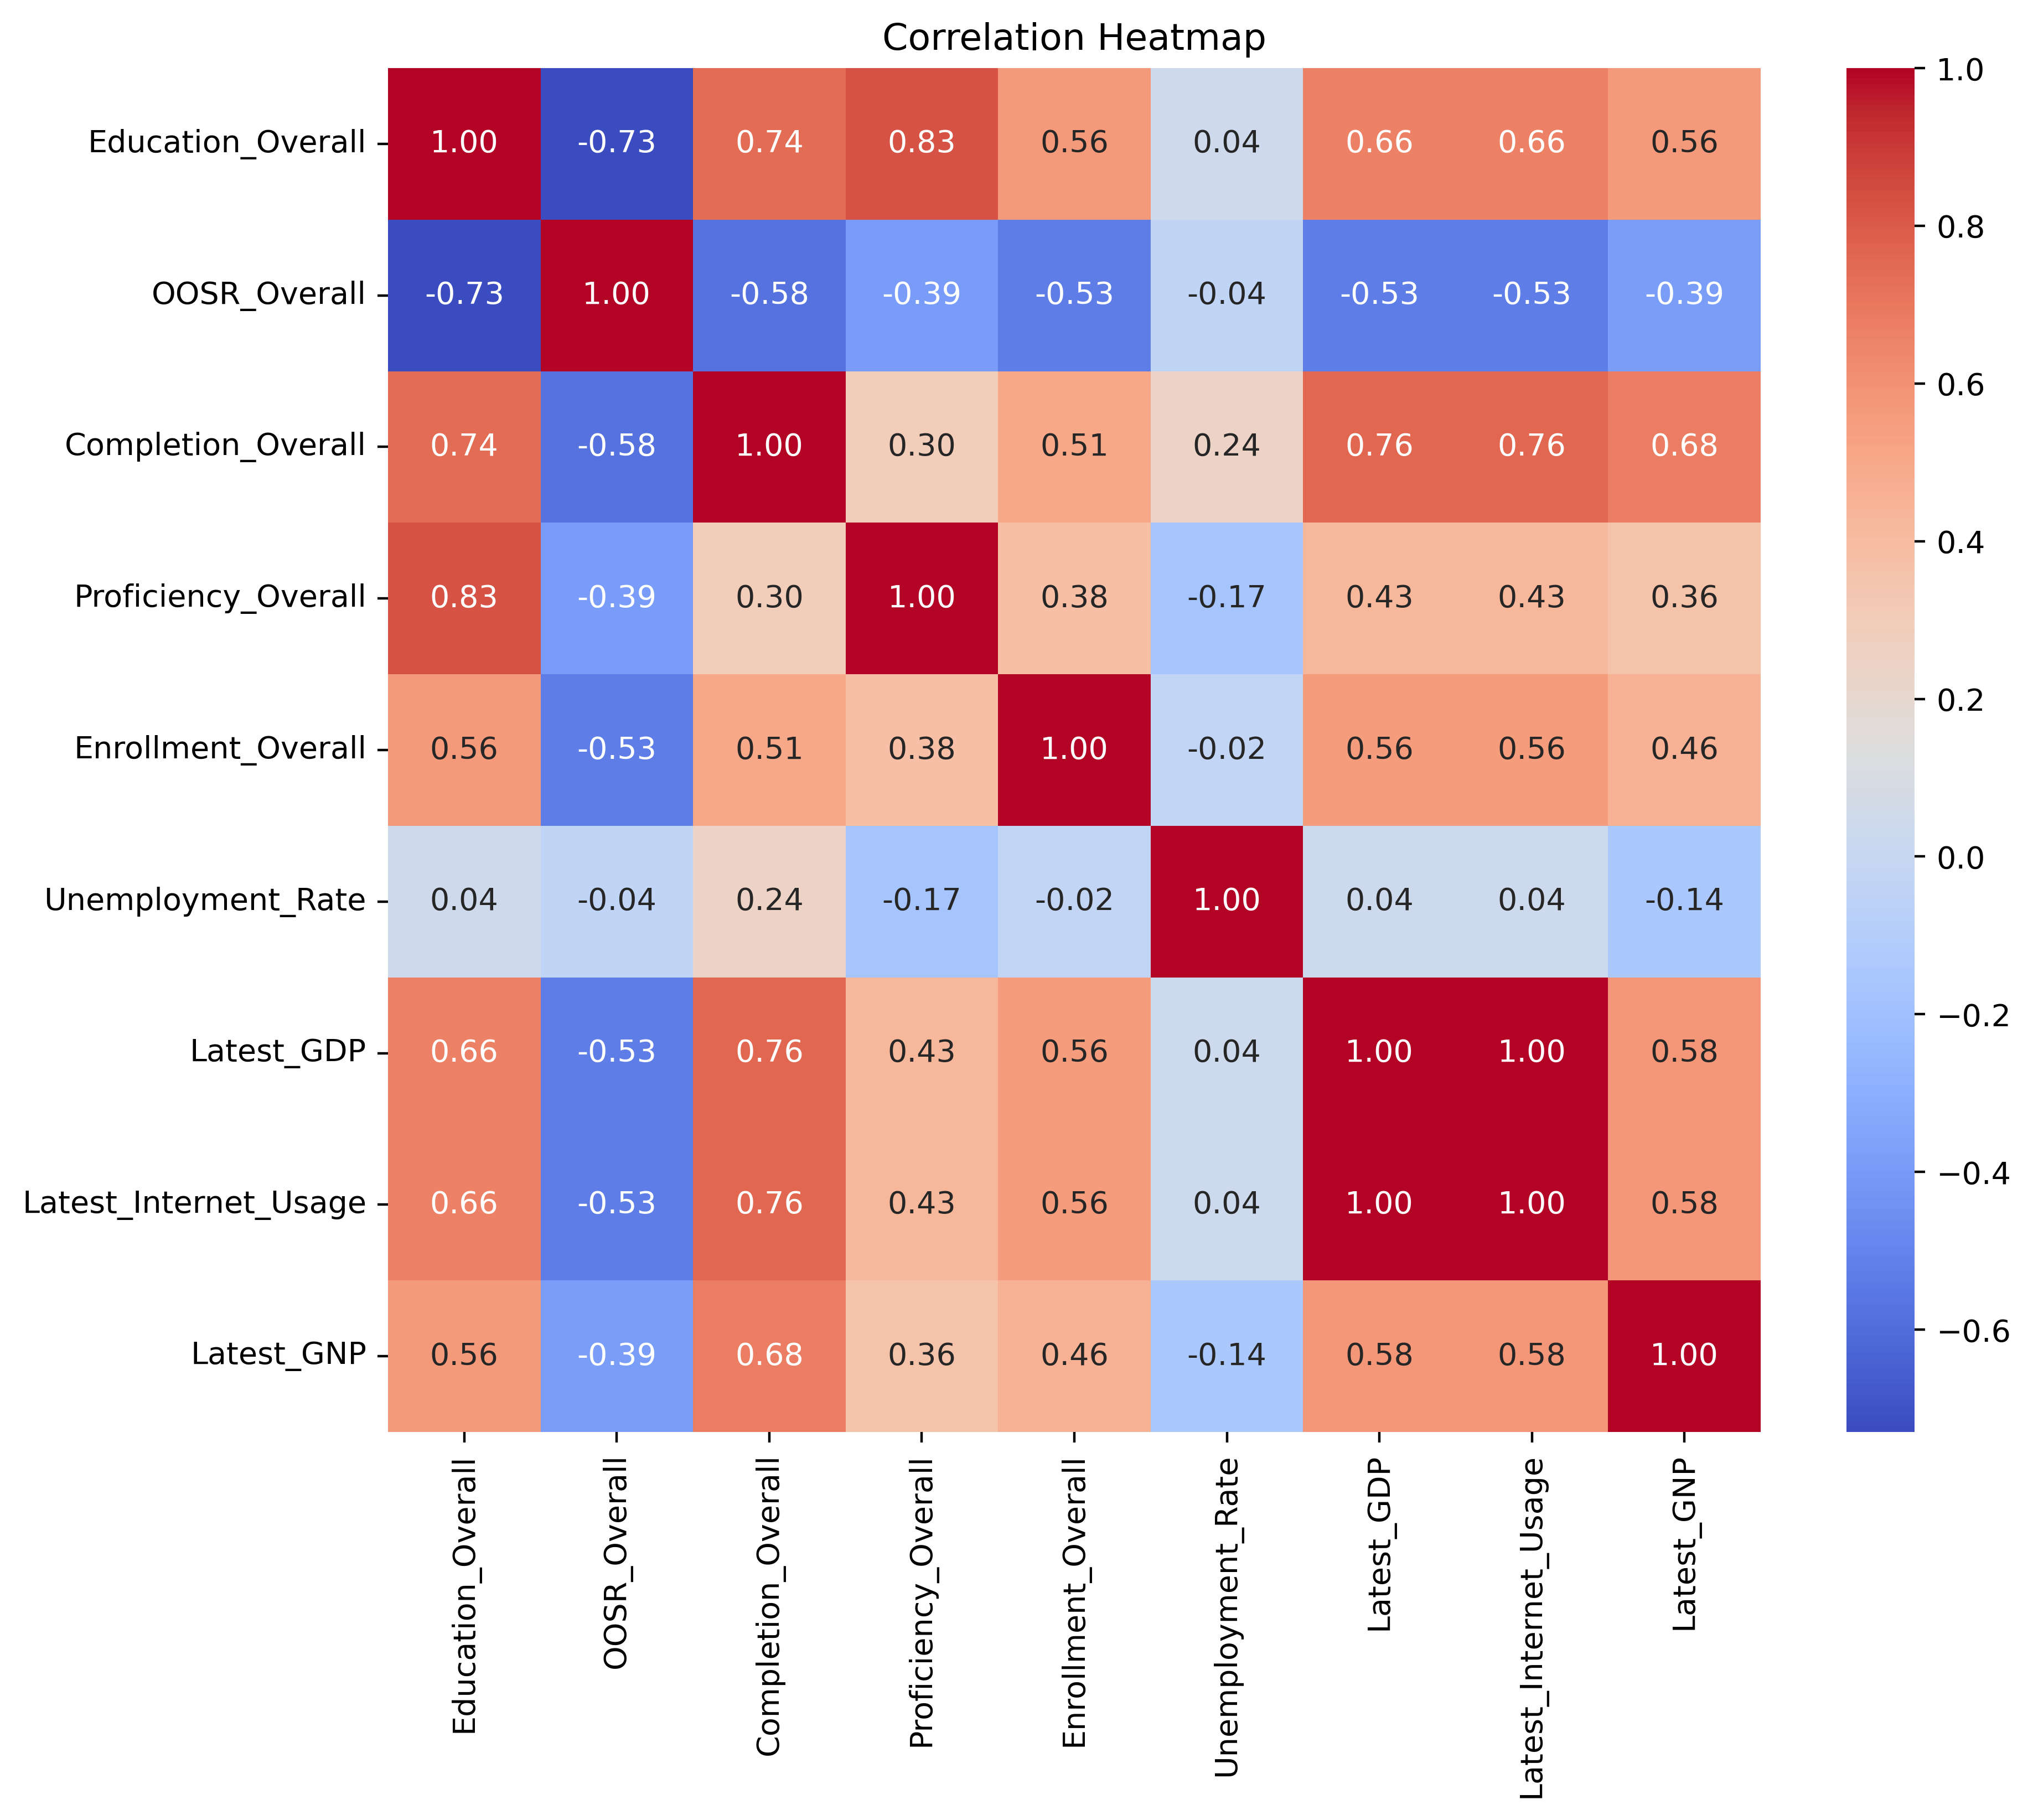 Correlation Heatmap
Education_Overall 1.00 -0.73 0.74 0.83 0.56 0.04 0.66 0.66 0.56
OOSR_Overall -0.73 1.00 -0.58 -0.39 -0.53 -0.04 -0.53 -0.53 -0.39
Completion_Overall 0.74 -0.58 1.00 0.30 0.51 0.24 0.76 0.76 0.68
Proficiency_Overall 0.83 -0.39 0.30 1.00 0.38 -0.17 0.43 0.43 0.36
Enrollment_Overall 0.56 -0.53 0.51 0.38 1.00 -0.02 0.56 0.56 0.46
Unemployment_Rate 0.04 -0.04 0.24 -0.17 -0.02 1.00 0.04 0.04 -0.14
Latest_GDP 0.66 -0.53 0.76 0.43 0.56 0.04 1.00 1.00 0.58
Latest_Internet_Usage 0.66 -0.53 0.76 0.43 0.56 0.04 1.00 1.00 0.58
Latest_GNP 0.56 -0.39 0.68 0.36 0.46 -0.14 0.58 0.58 1.00
Education_Overall
OOSR_Overall
Completion_Overall
Proficiency_Overall
Enrollment_Overall
Unemployment_Rate
Latest_GDP
Latest_Internet_Usage
Latest_GNP
1.0
0.8
0.6
0.4
0.2
0.0
−0.2
−0.4
−0.6